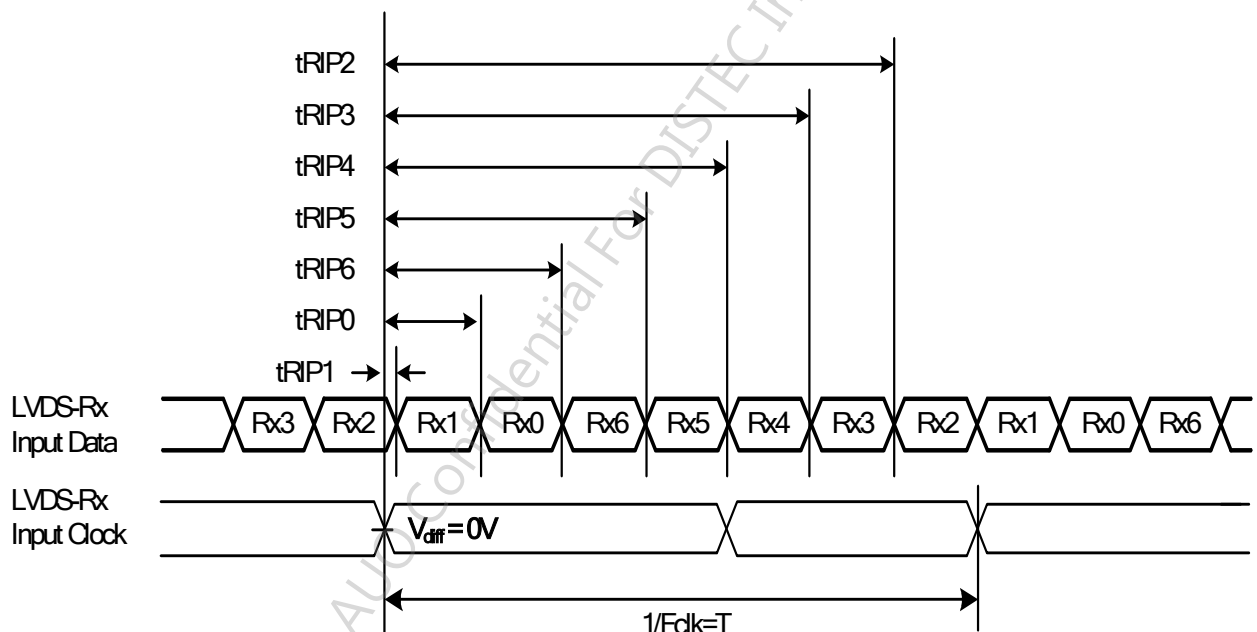 tRIP2
tRIP3
tRIP4
tRIP5
tRIP6
tRIP0
tRIP1
LVDS-Rx
Input Data
Rx3 Rx2 Rx1 Rx0 Rx6 Rx5 Rx4 Rx3 Rx2 Rx1 Rx0 Rx6
LVDS-Rx
Input Clock
Vdiff = 0V
1/Fclk=T
AUO Confidential For DISTEC